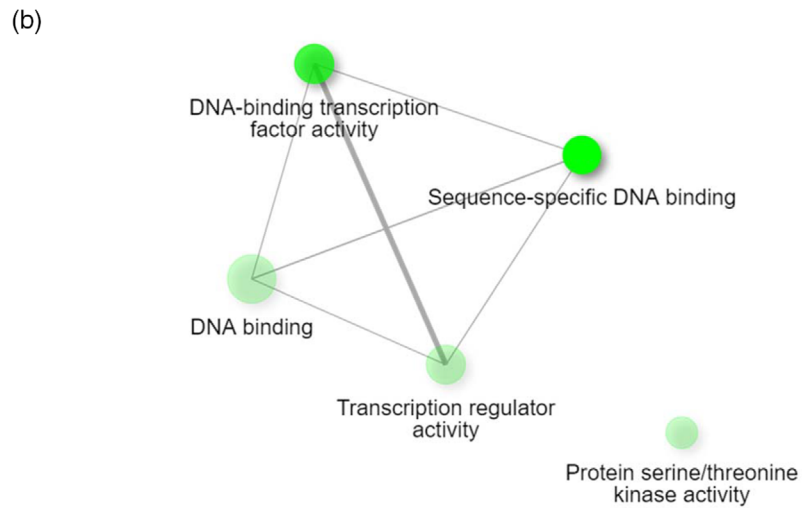 (b)
DNA-binding transcription
factor activity
Sequence-specific DNA binding
DNA binding
Transcription regulator
activity
Protein serine/threonine
kinase activity